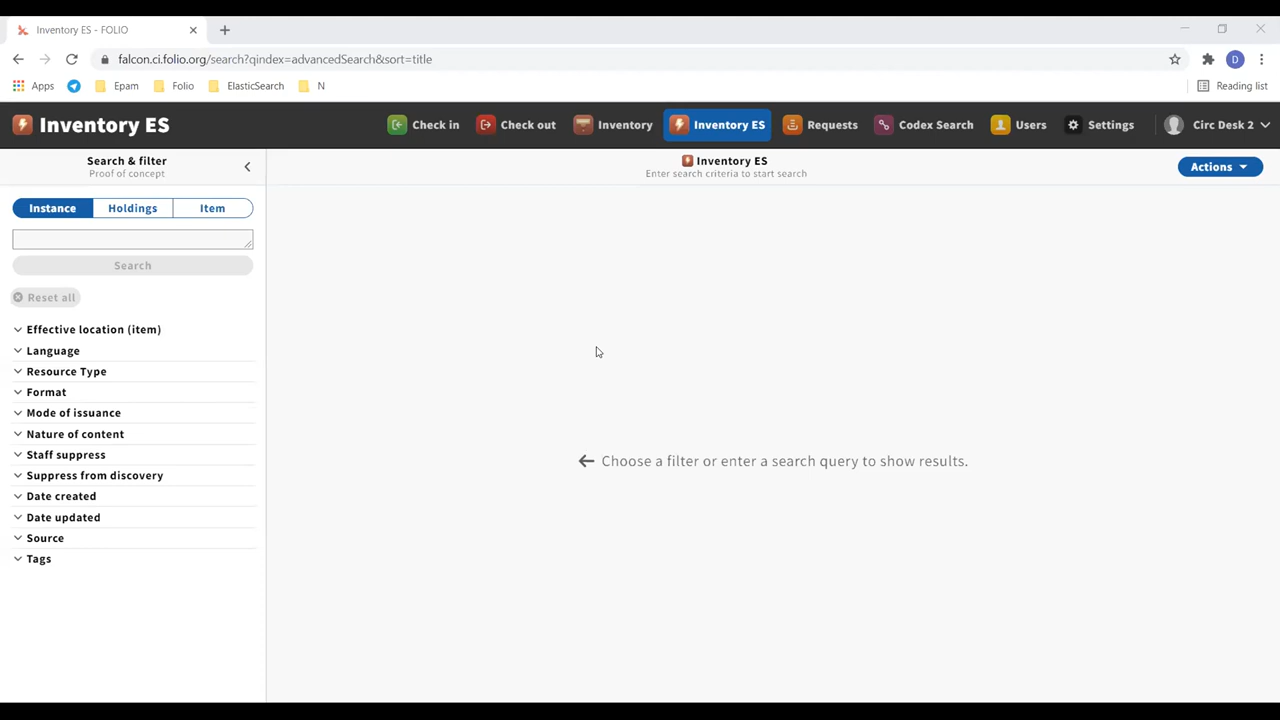 Inventory ES - FOLIO
falcon.ci.folio.org/search?qindex=advancedSearch&sort=title
D
Apps
Epam
Folio
ElasticSearch
N
Reading list
Inventory ES
Check in
Check out
Inventory
Inventory ES
Requests
Codex Search
Users
Settings
Circ Desk 2
Search & filter
Proof of concept
Inventory ES
Enter search criteria to start search
Actions
Instance
Holdings
Item
Search
Reset all
Effective location (item)
Language
Resource Type
Format
Mode of issuance
Nature of content
Staff suppress
Suppress from discovery
Date created
Date updated
Source
Tags
Choose a filter or enter a search query to show results.